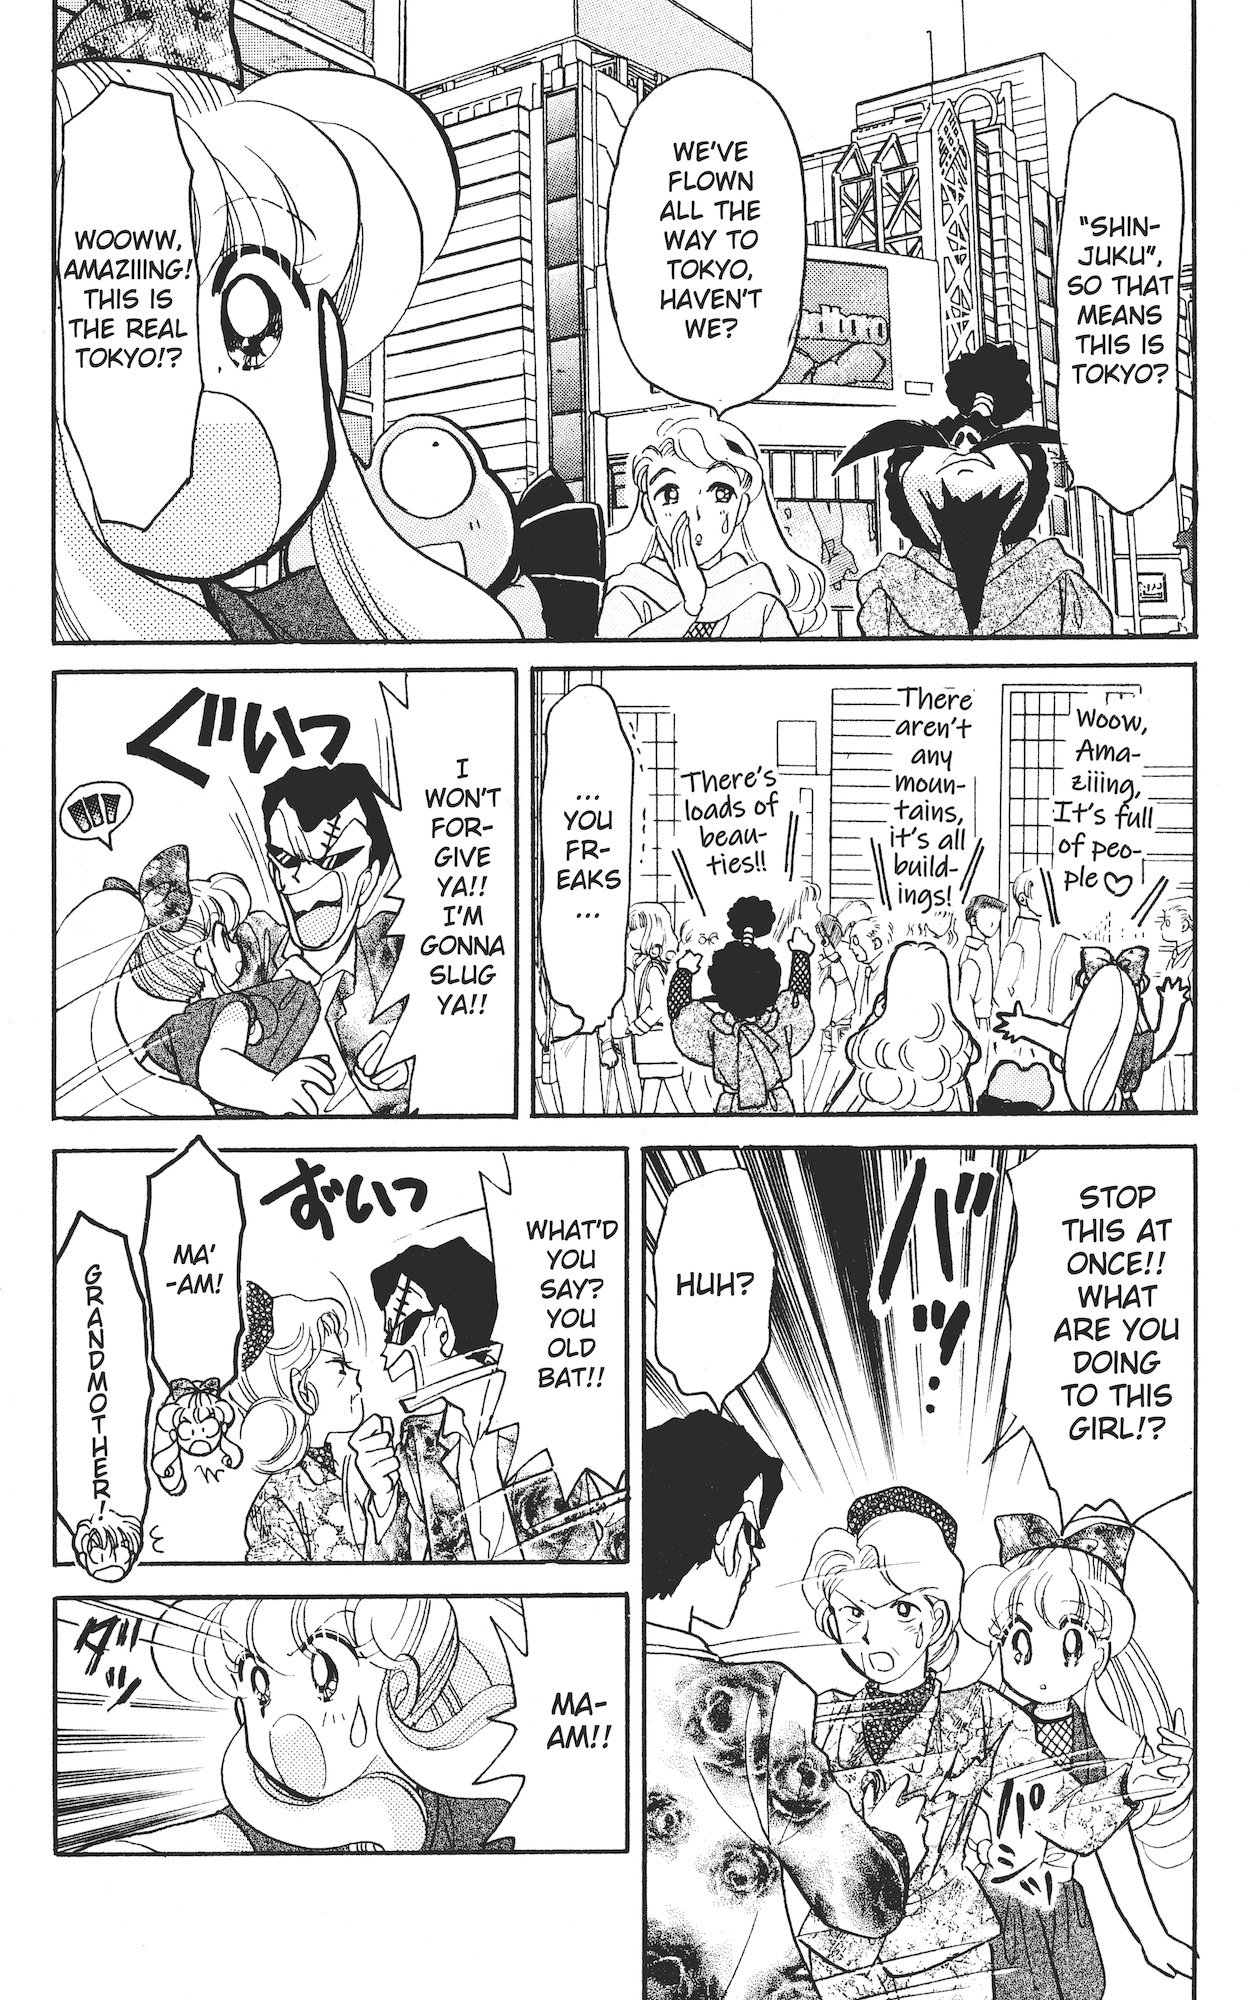 "SHIN-
JUKU",
SO THAT
MEANS
THIS IS
TOKYO?
WE'VE
FLOWN
ALL THE
WAY TO
TOKYO,
HAVEN'T
WE?
WOOWW,
AMAZIIING!
THIS IS
THE REAL
TOKYO!?
Woow,
Ama-
ziiing,
It's full
of peo-
ple♡
There
aren't
any
moun-
tains,
it's all
build-
ings!
There's
loads of
beau-
ties!!
...
YOU
FR-
EAKS
...
ぐいっ
!!!
I
WON'T
FOR-
GIVE
YA!!
I'M
GONNA
SLUG
YA!!
STOP
THIS AT
ONCE!!
WHAT
ARE YOU
DOING
TO THIS
GIRL!?
バッ...
HUH?
バッ
WHAT'D
YOU
SAY?
YOU
OLD
BAT!!
ずいっ
MA'
-AM!
GRANDMOTHER!
MA-
AM!!
ダッ